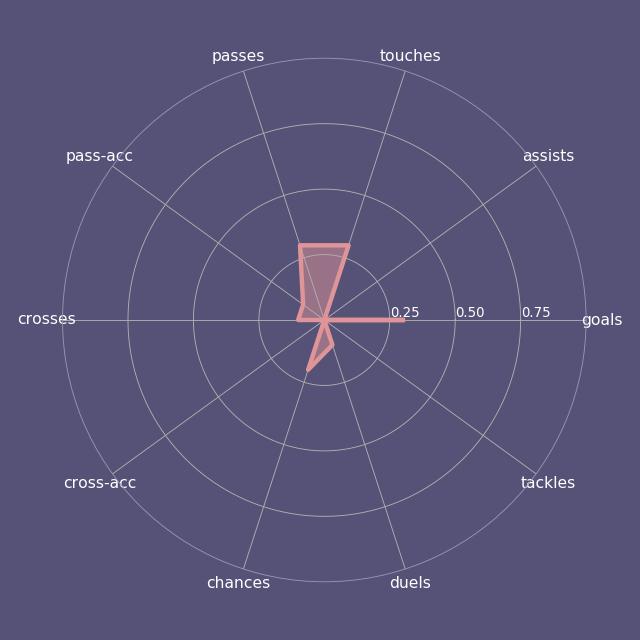 passes
touches
pass-acc
assists
0.25
0.50
0.75
crosses
goals
cross-acc
tackles
chances
duels